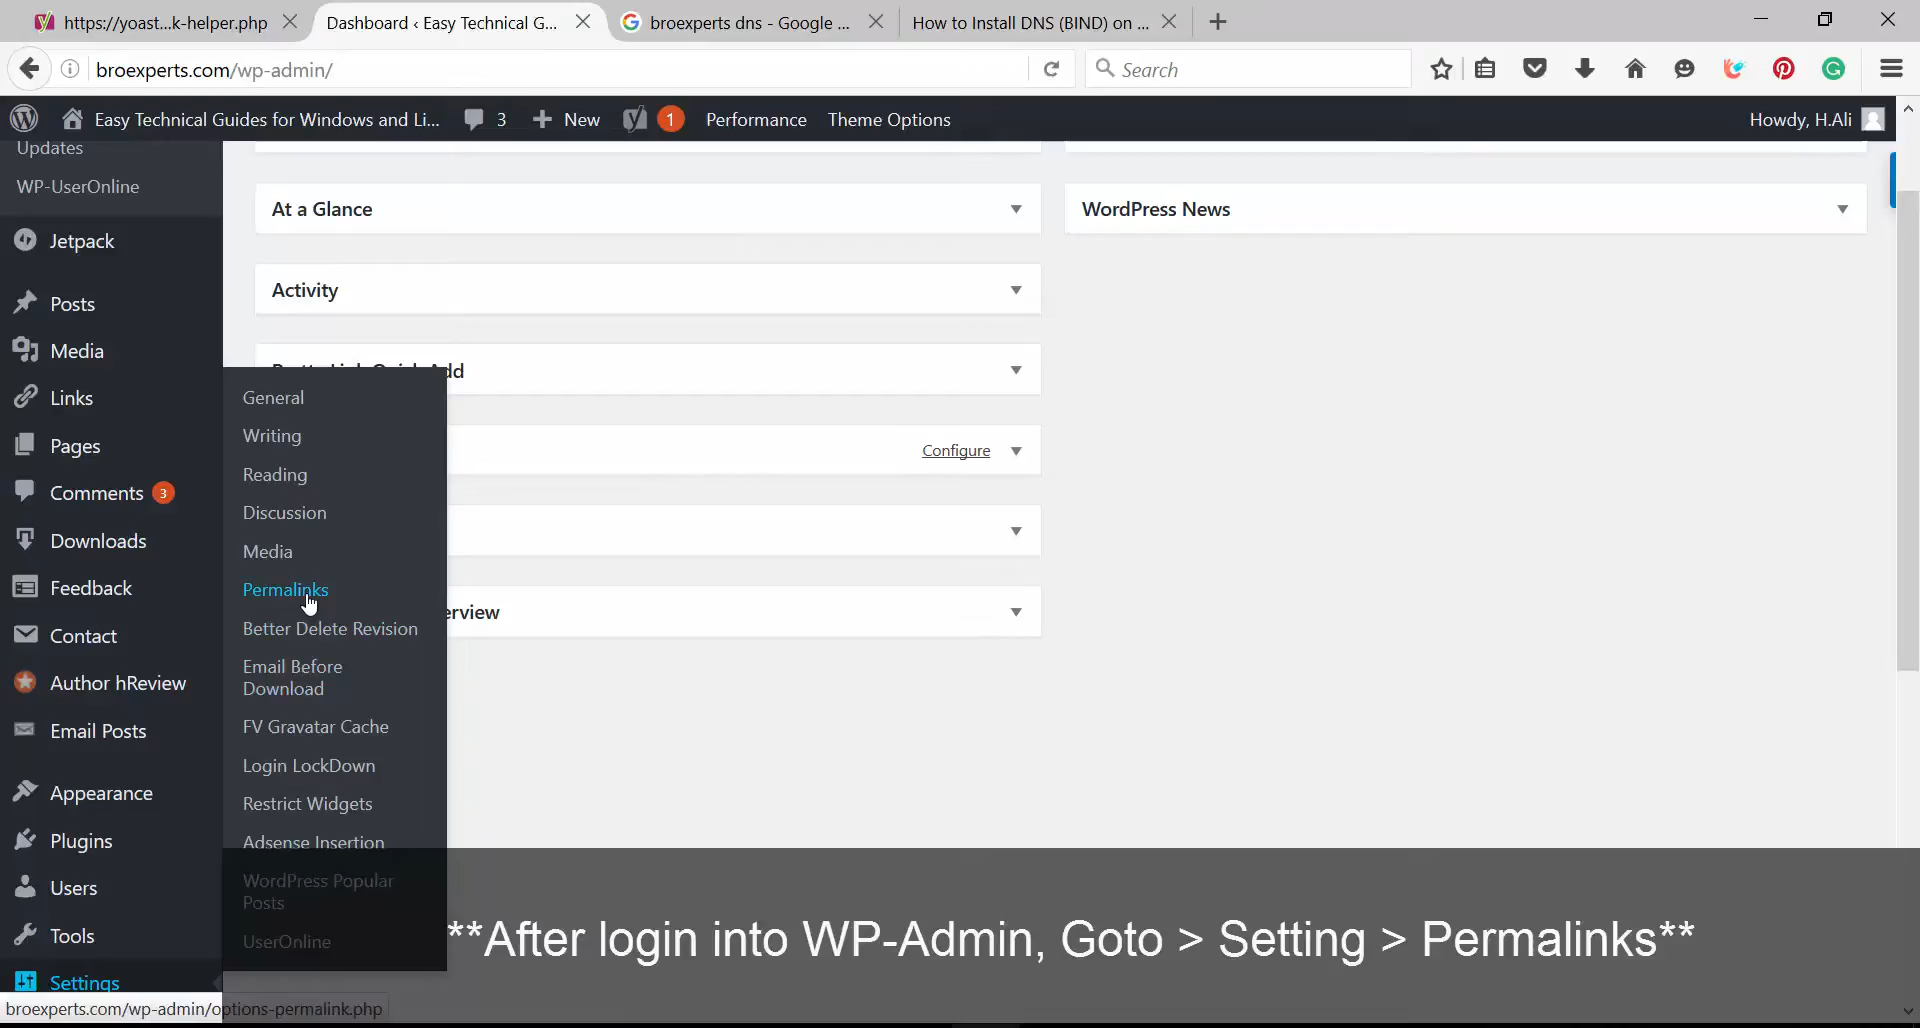 https://yoast...k-helper.php
Dashboard ‹ Easy Technical G...
broexperts dns - Google ...
How to Install DNS (BIND) on ...
broexperts.com/wp-admin/
Search
Easy Technical Guides for Windows and Li...
3
New
1
Performance
Theme Options
Howdy, H.Ali
Updates
WP-UserOnline
Jetpack
Posts
Media
Links
Pages
Comments 3
Downloads
Feedback
Contact
Author hReview
Email Posts
Appearance
Plugins
Users
Tools
Settings
General
Writing
Reading
Discussion
Media
Permalinks
Better Delete Revision
Email Before
Download
FV Gravatar Cache
Login LockDown
Restrict Widgets
Adsense Insertion
WordPress Popular
Posts
UserOnline
At a Glance
WordPress News
Activity
Configure
**After login into WP-Admin, Goto > Setting > Permalinks**
broexperts.com/wp-admin/options-permalink.php